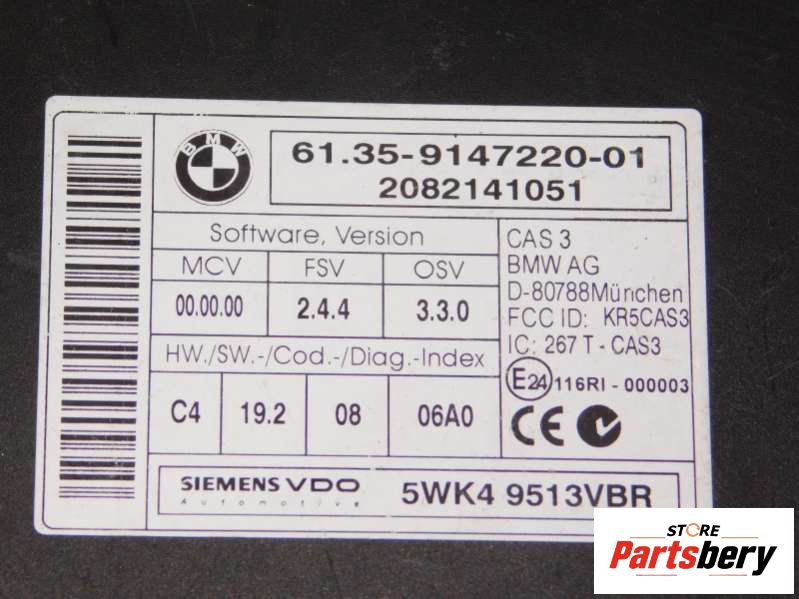 BMW
61.35-9147220-01
2082141051
Software, Version
MCV FSV OSV
00.00.00 2.4.4 3.3.0
HW./SW.-/Cod.-/Diag.-Index
C4 19.2 08 06A0
CAS 3
BMW AG
D-80788München
FCC ID: KR5CAS3
IC: 267 T - CAS3
E24 116RI - 000003
CE
SIEMENS VDO
Automotive
5WK4 9513VBR
STORE
Partsbery